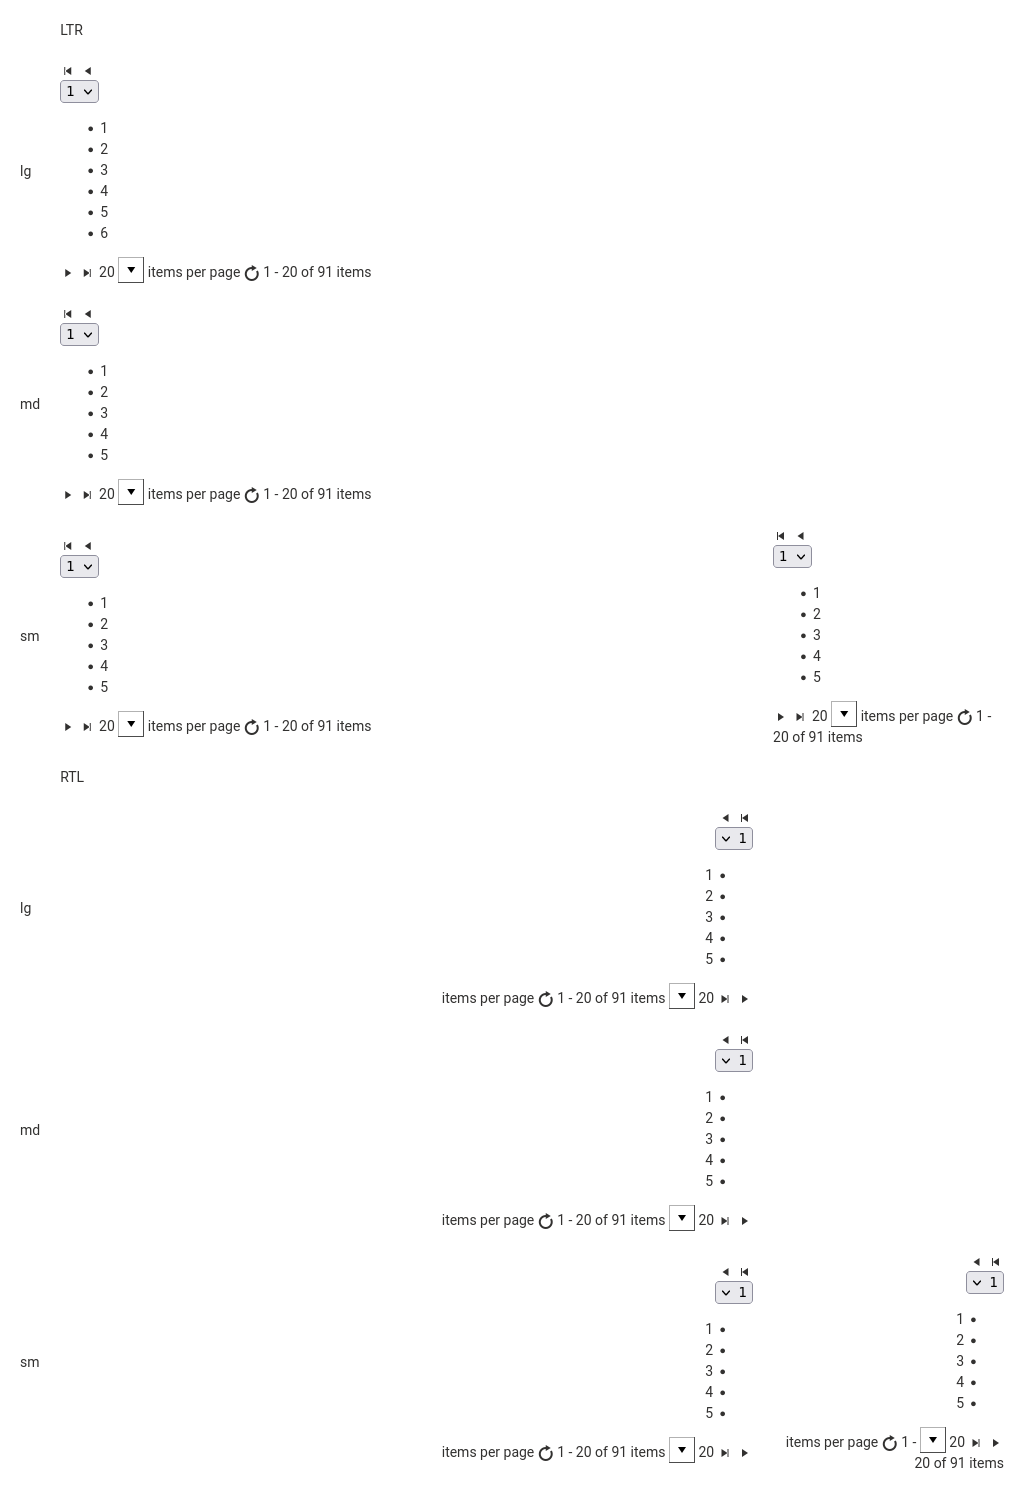 LTR
1
• 1
• 2
lg
• 3
• 4
• 5
• 6
20 items per page 1 - 20 of 91 items
1
• 1
• 2
md
• 3
• 4
• 5
20 items per page 1 - 20 of 91 items
1
• 1
• 2
sm
• 3
• 4
• 5
20 items per page 1 - 20 of 91 items
1
• 1
• 2
• 3
• 4
• 5
20 items per page 1 -
20 of 91 items
RTL
1
1 •
2 •
lg
3 •
4 •
5 •
items per page 1 - 20 of 91 items 20
1
1 •
2 •
md
3 •
4 •
5 •
items per page 1 - 20 of 91 items 20
1
1 •
2 •
sm
3 •
4 •
5 •
items per page 1 - 20 of 91 items 20
1
1 •
2 •
3 •
4 •
5 •
items per page 1 - 20
20 of 91 items